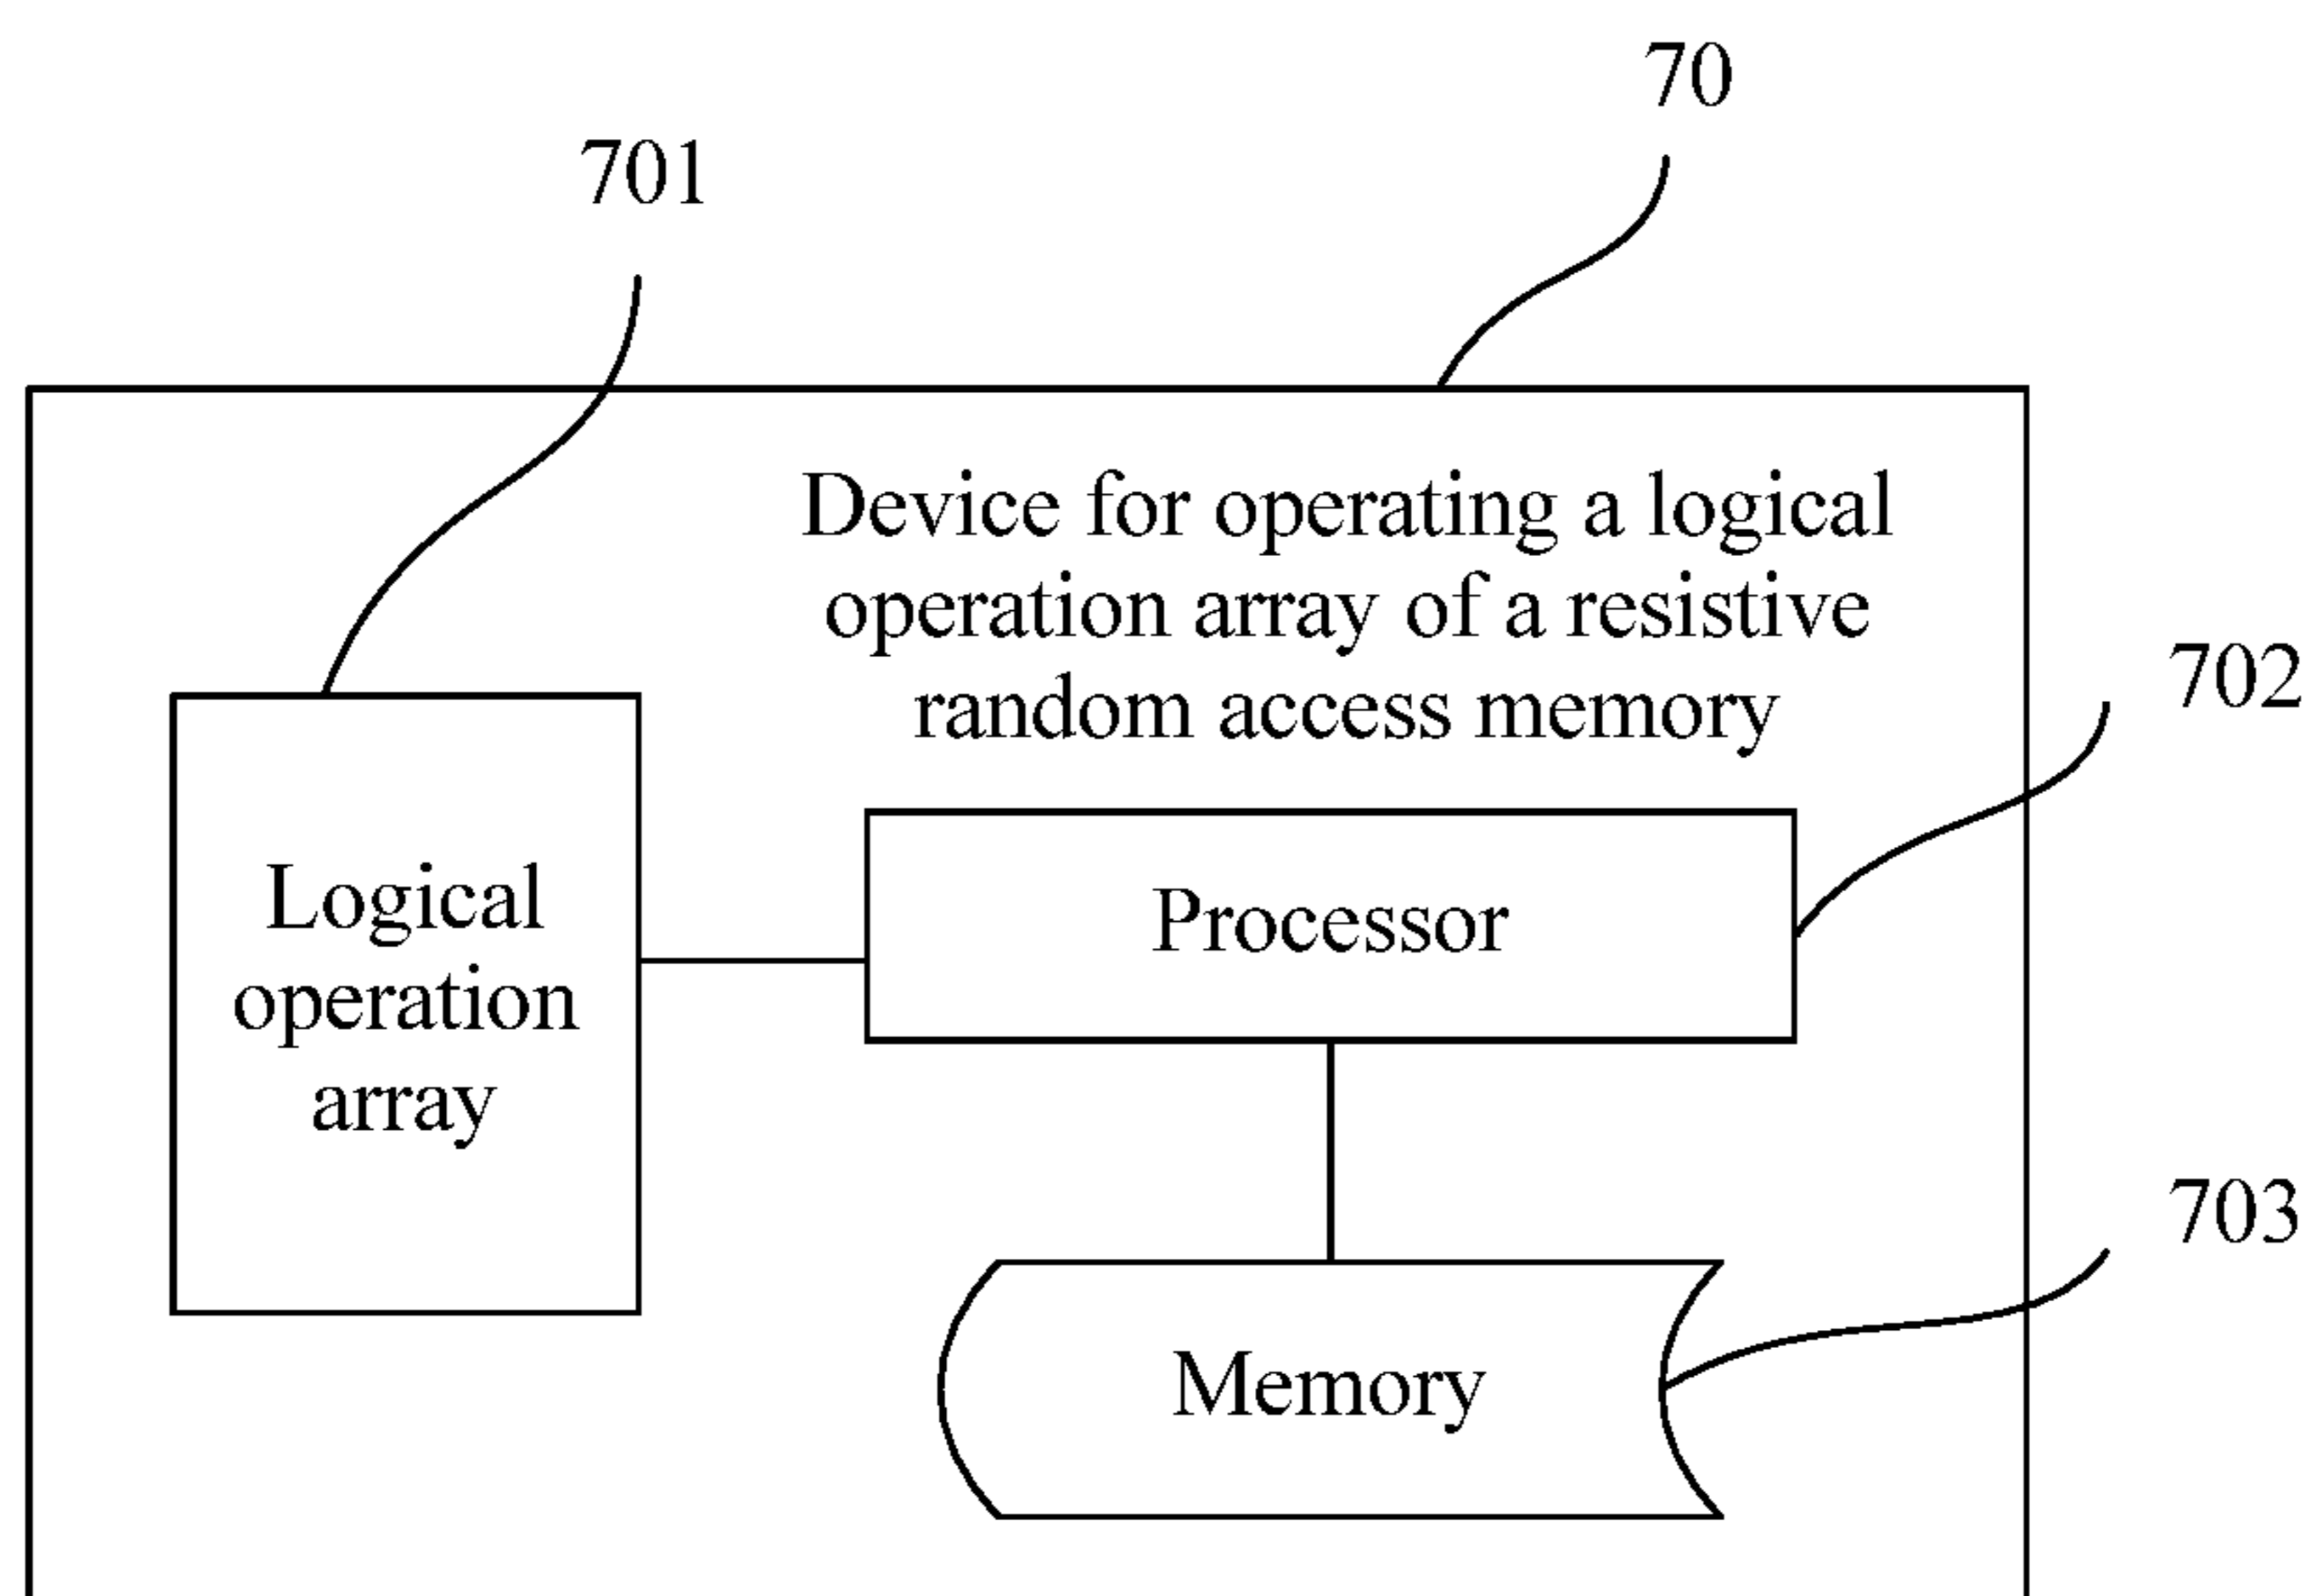 70
701
Device for operating a logical
operation array of a resistive
random access memory
702
Logical
operation
array
Processor
703
Memory